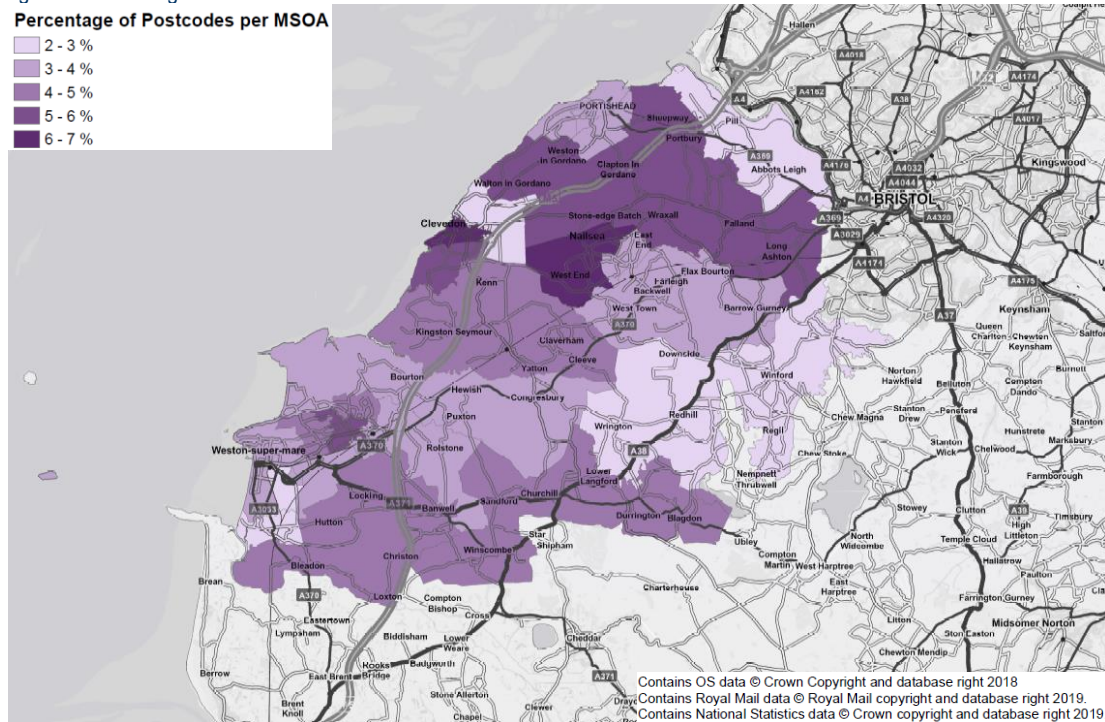 Percentage of Postcodes per MSOA
2 - 3 %
3 - 4 %
4 - 5 %
5 - 6 %
6 - 7 %
Hallen
A4018
A4174
A38
A4162
A4017
A4
PORTISHEAD
Sheepway
Pill
Portbury
A369
Weston
In Gordano
Clapton In
Gordano
Abbots Leigh
A4176
A4032
A4044
Kingswood
Walton In Gordano
BRISTOL
A4
A4320
Clevedon
Stone-edge Batch
Wraxall
Failand
A369
A3029
Nailsea
East
End
Long
Ashton
A4174
A4175
West End
Flax Bourton
Farleigh
Backwell
Kenn
West Town
Barrow Gurney
A370
A37
Keynsham
Kingston Seymour
Claverham
Cleeve
Queen
Charlton
Chewton
Keynsham
Yatton
Bourton
Hewish
Congresbury
Winford
Norton
Hawkfield
Belluton
Compton
Dando
Burnett
Puxton
Redhill
Chew Magna
Stanton
Drew
Pensford
Hunstrete
Stanton
Wrington
Regil
Marksbury
Weston-super-mare
A370
Rolstone
A38
Chew Stoke
Stanton
Wick
Chelwood
Lower
Langford
Nempnett
Thrubwell
Farmborough
Locking
A371
Banwell
Sandford
Churchill
Stowey
Clutton
A39
Timsbury
Hutton
Burrington
Blagdon
High
Littleton
Star
Shipham
Ubley
North
Widcombe
Temple Cloud
Hallatrow
Christon
Winscombe
Compton
Martin
West Harptree
Paulton
Bleadon
Brean
Charterhouse
East
Harptree
Farrington Gurney
A370
Loxton
Compton
Bishop
Cross
Litton
Midsomer Norton
Eastertown
Lympsham
Biddisham
Lower
Weare
Cheddar
Ston Easton
Chewton Mendip
Berrow
Rooks
Bridge
Badgworth
East Brent
A371
Brent
Knoll
Stone Allerton
Chapel
Clewer
Contains OS data © Crown Copyright and database right 2018
Contains Royal Mail data © Royal Mail copyright and database right 2019.
Contains National Statistics data © Crown copyright and database right 2019